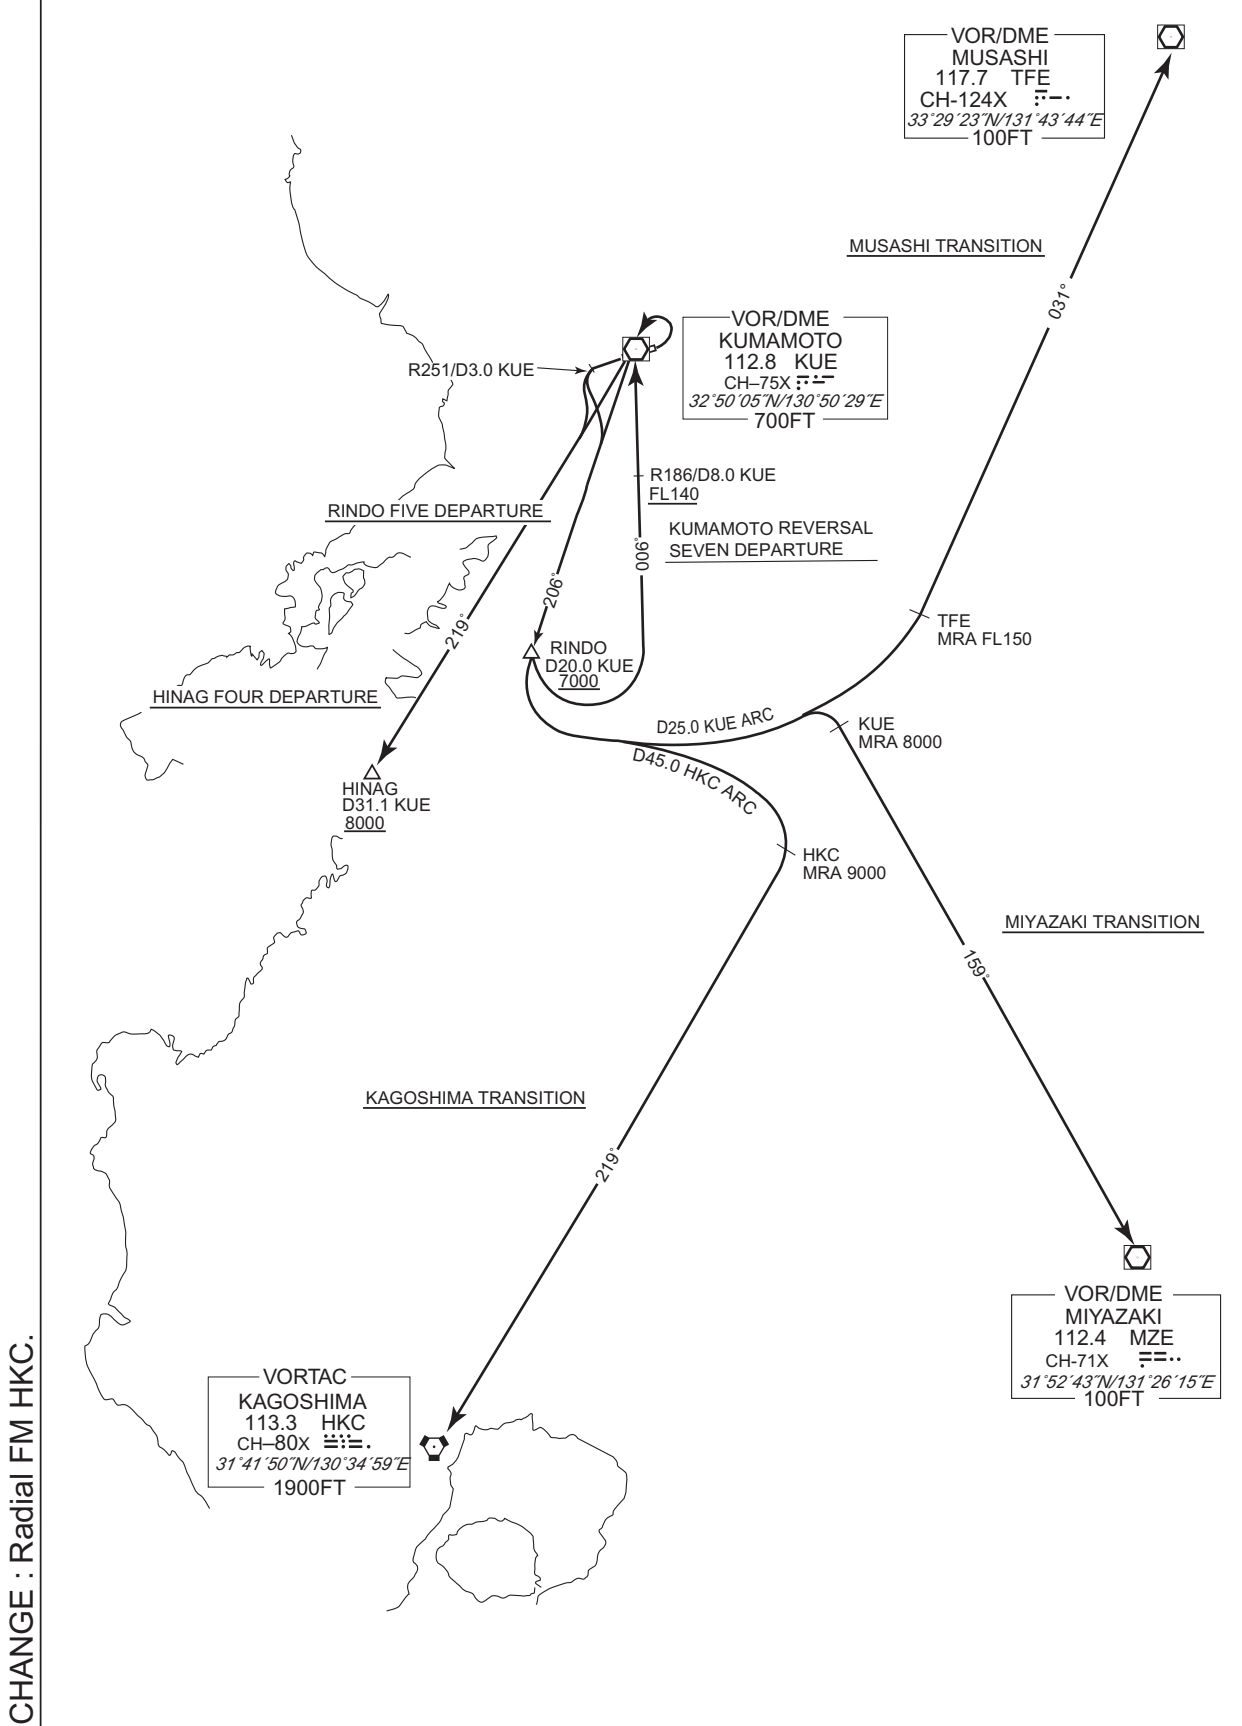 VOR/DME
MUSASHI
117.7 TFE
CH-124X
33°29´23˝N/131°43´44˝E
100FT
MUSASHI TRANSITION
031°
VOR/DME
KUMAMOTO
112.8 KUE
CH–75X
32°50´05˝N/130°50´29˝E
700FT
R251/D3.0 KUE
R186/D8.0 KUE
FL140
RINDO FIVE DEPARTURE
KUMAMOTO REVERSAL
SEVEN DEPARTURE
006°
206°
219°
TFE
MRA FL150
RINDO
D20.0 KUE
7000
HINAG FOUR DEPARTURE
D25.0 KUE ARC
KUE
MRA 8000
D45.0 HKC ARC
HINAG
D31.1 KUE
8000
HKC
MRA 9000
MIYAZAKI TRANSITION
159°
KAGOSHIMA TRANSITION
219°
VOR/DME
MIYAZAKI
112.4 MZE
CH-71X
31°52´43˝N/131°26´15˝E
100FT
VORTAC
KAGOSHIMA
113.3 HKC
CH–80X
31°41´50˝N/130°34´59˝E
1900FT
CHANGE : Radial FM HKC.